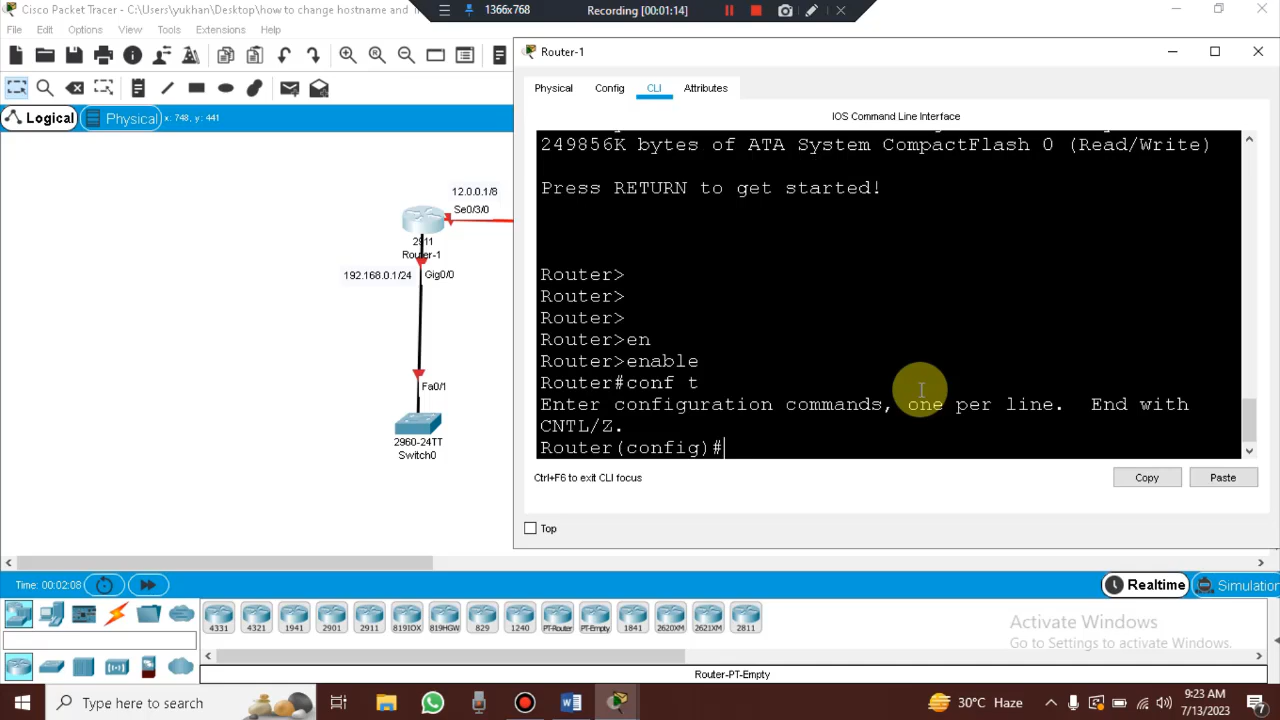 Cisco Packet Tracer - C:\Users\yukhan\Desktop\how to change hostname and
1366x768
Recording [00:01:14]
File
Edit
Options
View
Tools
Extensions
Help
Logical
Physical
x: 748, y: 441
Router-1
Physical
Config
CLI
Attributes
IOS Command Line Interface
249856K bytes of ATA System CompactFlash 0 (Read/Write)
Press RETURN to get started!
Router>
Router>
Router>
Router>en
Router>enable
Router#conf t
Enter configuration commands, one per line. End with
CNTL/Z.
Router(config)#
Ctrl+F6 to exit CLI focus
Copy
Paste
Top
12.0.0.1/8
Se0/3/0
2911
Router-1
192.168.0.1/24
Gig0/0
Fa0/1
2960-24TT
Switch0
Time: 00:02:08
Realtime
Simulation
4331
4321
1941
2901
2911
819IOX
819HGW
829
1240
PT-Router
PT-Empty
1841
2620XM
2621XM
2811
Activate Windows
Go to Settings to activate Windows.
Router-PT-Empty
Type here to search
30°C Haze
9:23 AM
7/13/2023
7